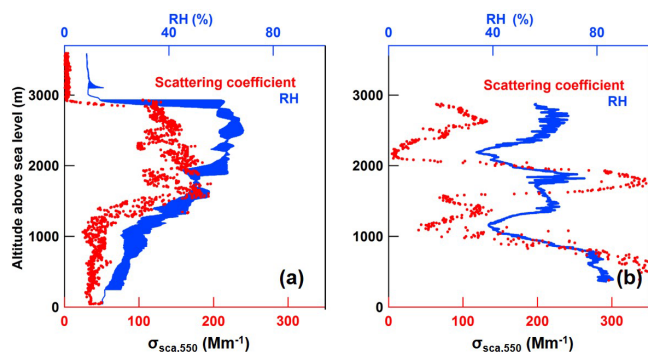 RH (%)
RH (%)
0 40 80
0 40 80
Scattering coefficient
RH
Scattering coefficient
RH
Altitude above sea level (m)
3000
2000
1000
0
3000
2000
1000
0
(a)
(b)
0 100 200 300
0 100 200 300
σsca.550 (Mm-1)
σsca.550 (Mm-1)